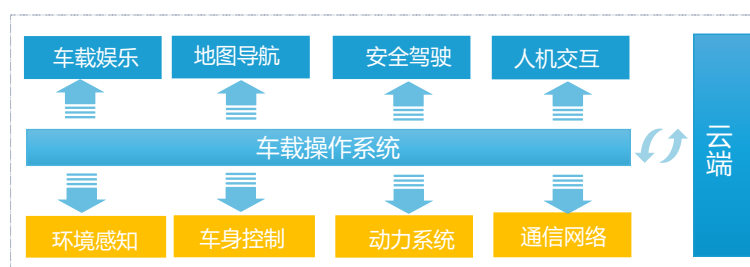 车载娱乐
地图导航
安全驾驶
人机交互
车载操作系统
云端
环境感知
车身控制
动力系统
通信网络